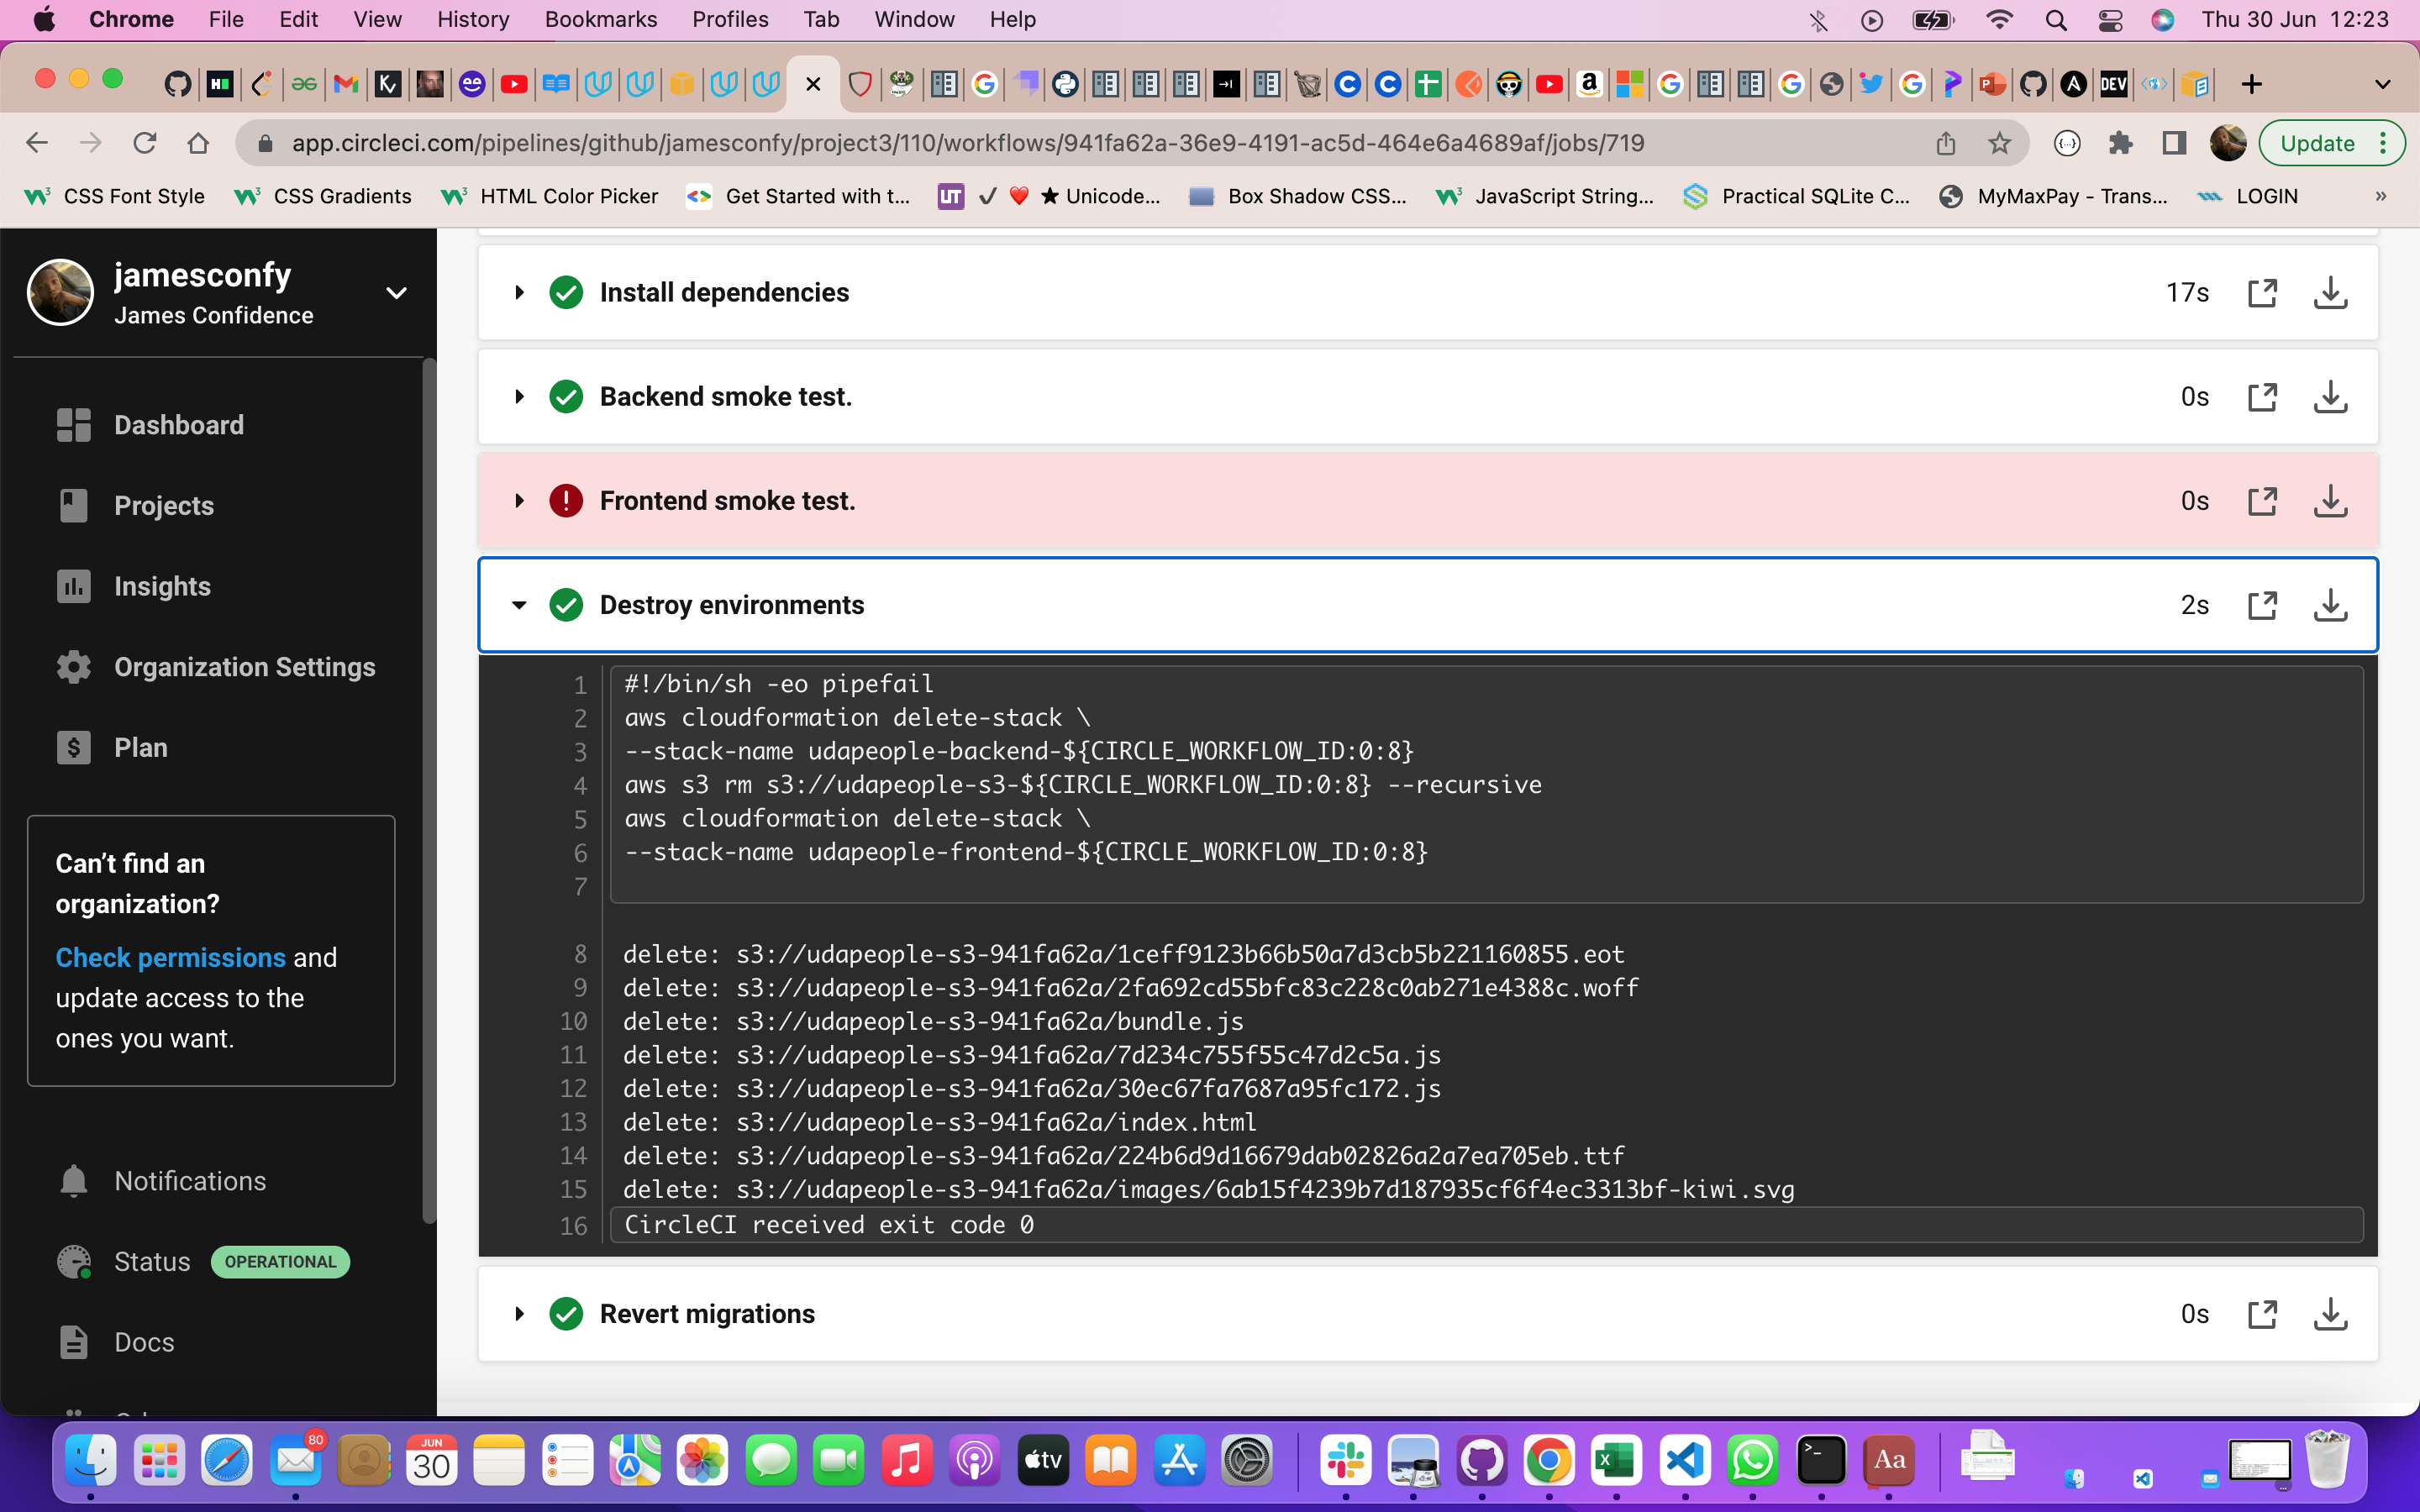 Chrome File Edit View History Bookmarks Profiles Tab Window Help Thu 30 Jun 12:23
app.circleci.com/pipelines/github/jamesconfy/project3/110/workflows/941fa62a-36e9-4191-ac5d-464e6a4689af/jobs/719 Update
CSS Font Style CSS Gradients HTML Color Picker Get Started with t... UT ✓ ❤ ★ Unicode... Box Shadow CSS... JavaScript String... Practical SQLite C... MyMaxPay - Trans... LOGIN »
jamesconfy
James Confidence
Dashboard
Projects
Insights
Organization Settings
Plan
Can’t find an
organization?
Check permissions and
update access to the
ones you want.
Notifications
Status OPERATIONAL
Docs
Install dependencies 17s
Backend smoke test. 0s
Frontend smoke test. 0s
Destroy environments 2s
1 #!/bin/sh -eo pipefail
2 aws cloudformation delete-stack \
3 --stack-name udapeople-backend-${CIRCLE_WORKFLOW_ID:0:8}
4 aws s3 rm s3://udapeople-s3-${CIRCLE_WORKFLOW_ID:0:8} --recursive
5 aws cloudformation delete-stack \
6 --stack-name udapeople-frontend-${CIRCLE_WORKFLOW_ID:0:8}
7
8 delete: s3://udapeople-s3-941fa62a/1ceff9123b66b50a7d3cb5b221160855.eot
9 delete: s3://udapeople-s3-941fa62a/2fa692cd55bfc83c228c0ab271e4388c.woff
10 delete: s3://udapeople-s3-941fa62a/bundle.js
11 delete: s3://udapeople-s3-941fa62a/7d234c755f55c47d2c5a.js
12 delete: s3://udapeople-s3-941fa62a/30ec67fa7687a95fc172.js
13 delete: s3://udapeople-s3-941fa62a/index.html
14 delete: s3://udapeople-s3-941fa62a/224b6d9d16679dab02826a2a7ea705eb.ttf
15 delete: s3://udapeople-s3-941fa62a/images/6ab15f4239b7d187935cf6f4ec3313bf-kiwi.svg
16 CircleCI received exit code 0
Revert migrations 0s
80 JUN 30 tv Aa